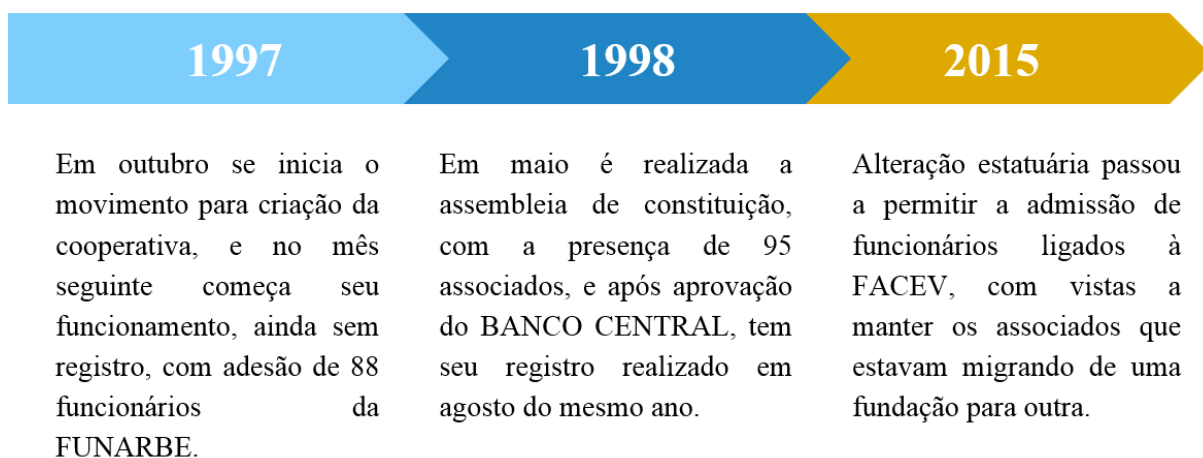 1997
Em outubro se inicia o
movimento para criação da
cooperativa, e no mês
seguinte começa seu
funcionamento, ainda sem
registro, com adesão de 88
funcionários da
FUNARBE.
1998
Em maio é realizada a
assembleia de constituição,
com a presença de 95
associados, e após aprovação
do BANCO CENTRAL, tem
seu registro realizado em
agosto do mesmo ano.
2015
Alteração estatuária passou
a permitir a admissão de
funcionários ligados à
FACEV, com vistas a
manter os associados que
estavam migrando de uma
fundação para outra.